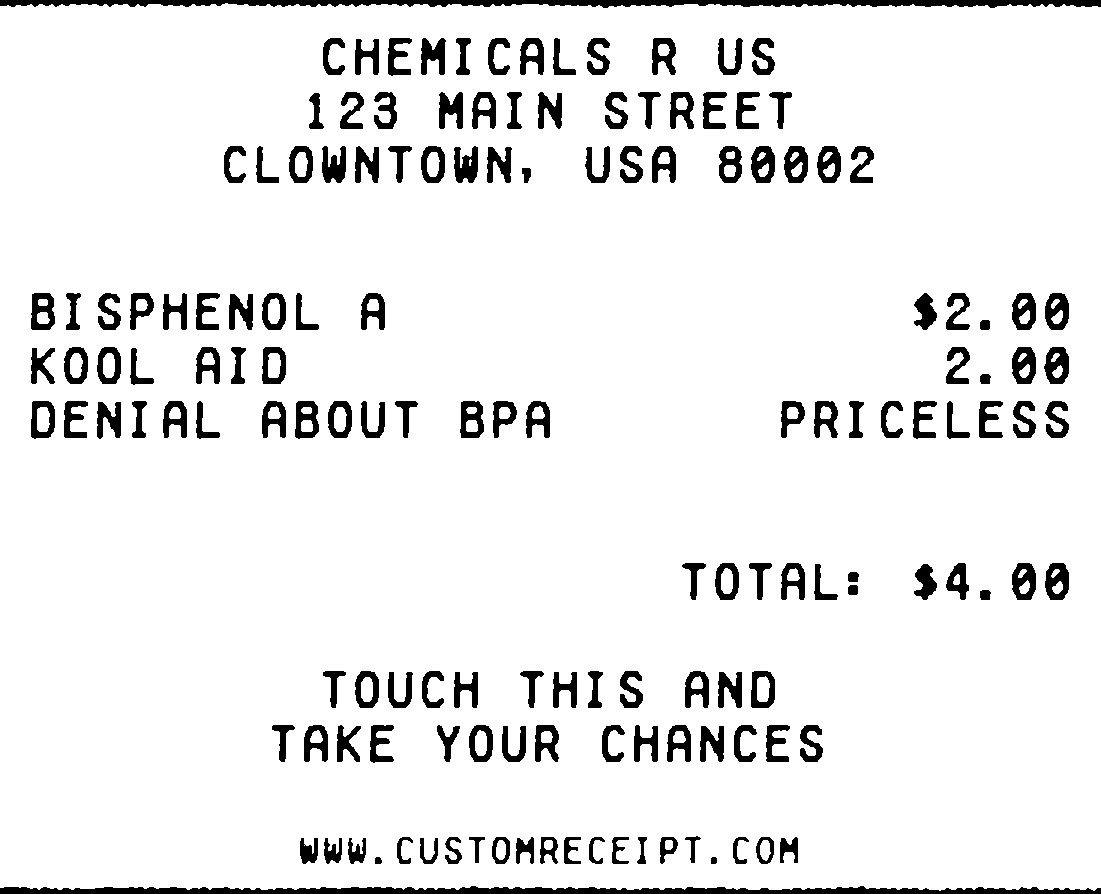 CHEMICALS R US
123 MAIN STREET
CLOWNTOWN, USA 80002
BISPHENOL A $2.00
KOOL AID 2.00
DENIAL ABOUT BPA PRICELESS
TOTAL: $4.00
TOUCH THIS AND
TAKE YOUR CHANCES
WWW.CUSTOMRECEIPT.COM